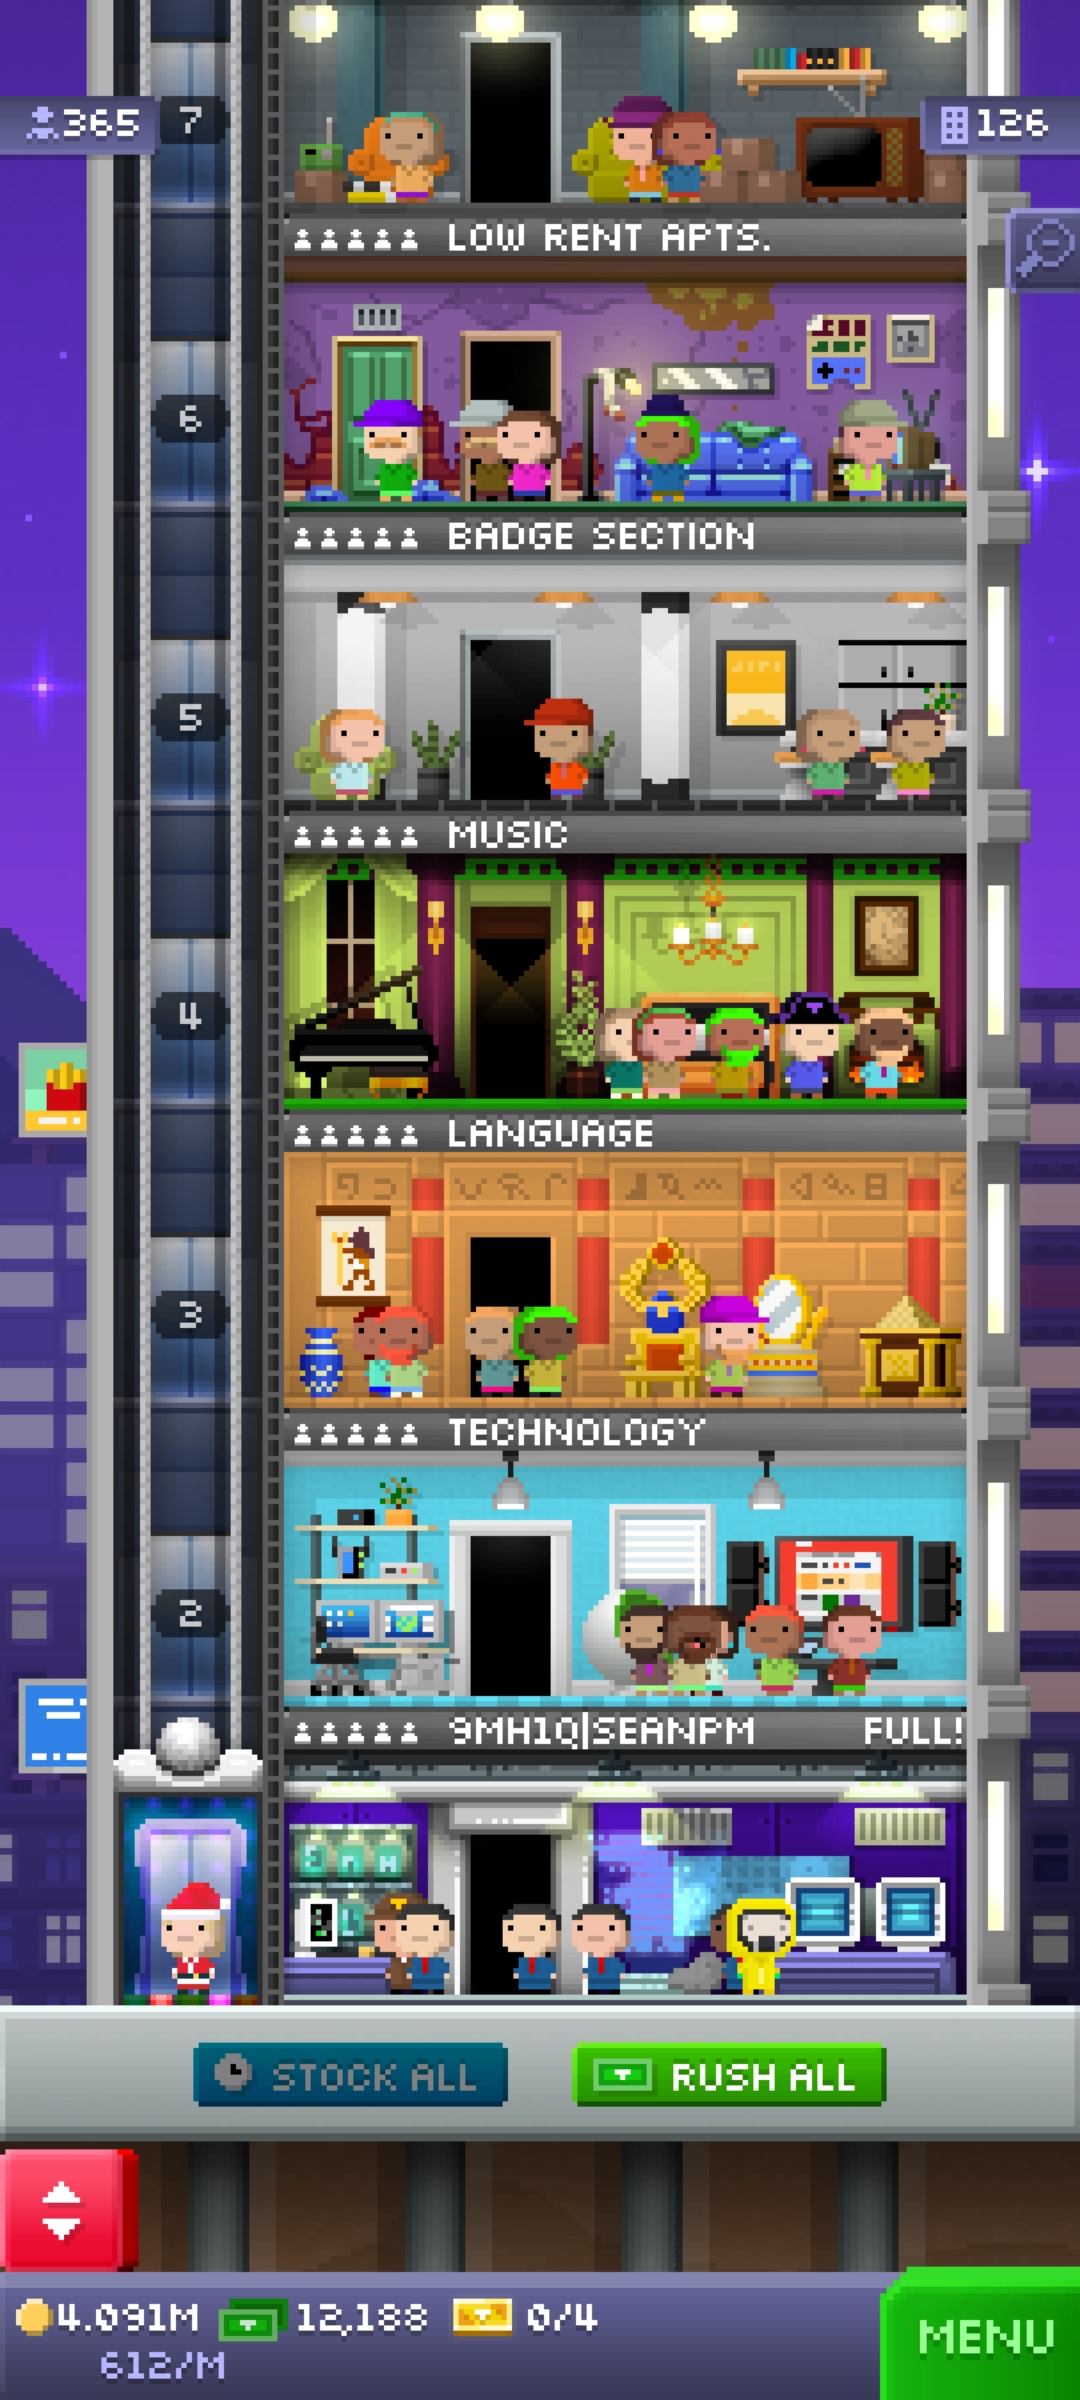 365
7
126
LOW RENT APTS.
6
BADGE SECTION
5
MUSIC
4
LANGUAGE
3
TECHNOLOGY
2
9MH1Q|SEANPM FULL!
STOCK ALL
RUSH ALL
4.091M 12,188 0/4
612/M
MENU